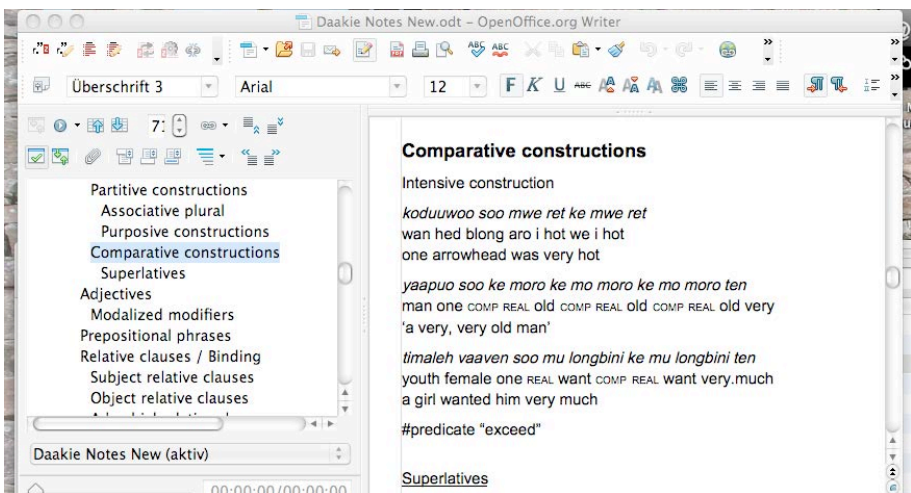 Daakie Notes New.odt – OpenOffice.org Writer
Überschrift 3
Arial
12
F K U ABC
Partitive constructions
Associative plural
Purposive constructions
Comparative constructions
Superlatives
Adjectives
Modalized modifiers
Prepositional phrases
Relative clauses / Binding
Subject relative clauses
Object relative clauses
Daakie Notes New (aktiv)
00:00:00/00:00:00
Comparative constructions
Intensive construction
koduuwoo soo mwe ret ke mwe ret
wan hed blong aro i hot we i hot
one arrowhead was very hot
yaapuo soo ke moro ke mo moro ke mo moro ten
man one COMP REAL old COMP REAL old COMP REAL old very
‘a very, very old man’
timaleh vaaven soo mu longbini ke mu longbini ten
youth female one REAL want COMP REAL want very.much
a girl wanted him very much
#predicate “exceed”
Superlatives